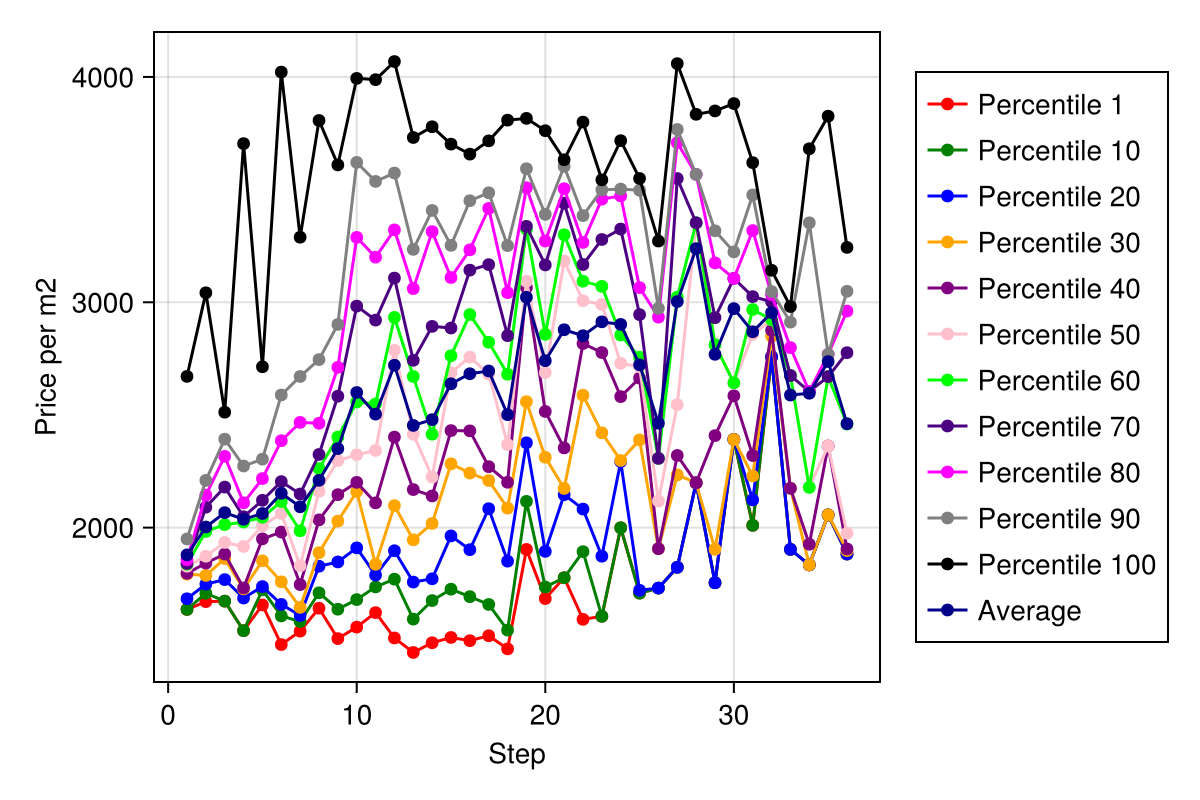 4000
3000
2000
Price per m2
0 10 20 30
Step
Percentile 1
Percentile 10
Percentile 20
Percentile 30
Percentile 40
Percentile 50
Percentile 60
Percentile 70
Percentile 80
Percentile 90
Percentile 100
Average